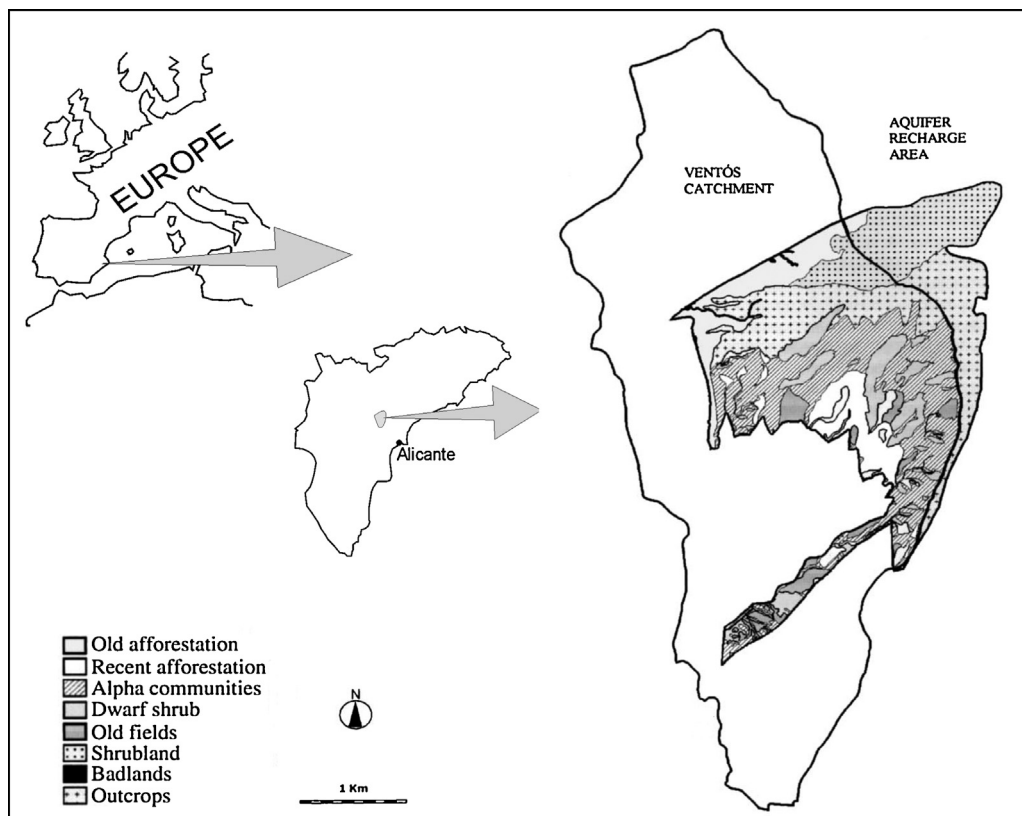 EUROPE
VENTÓS
CATCHMENT
AQUIFER
RECHARGE
AREA
Alicante
Old afforestation
Recent afforestation
Alpha communities
Dwarf shrub
Old fields
Shrubland
Badlands
Outcrops
N
1 Km